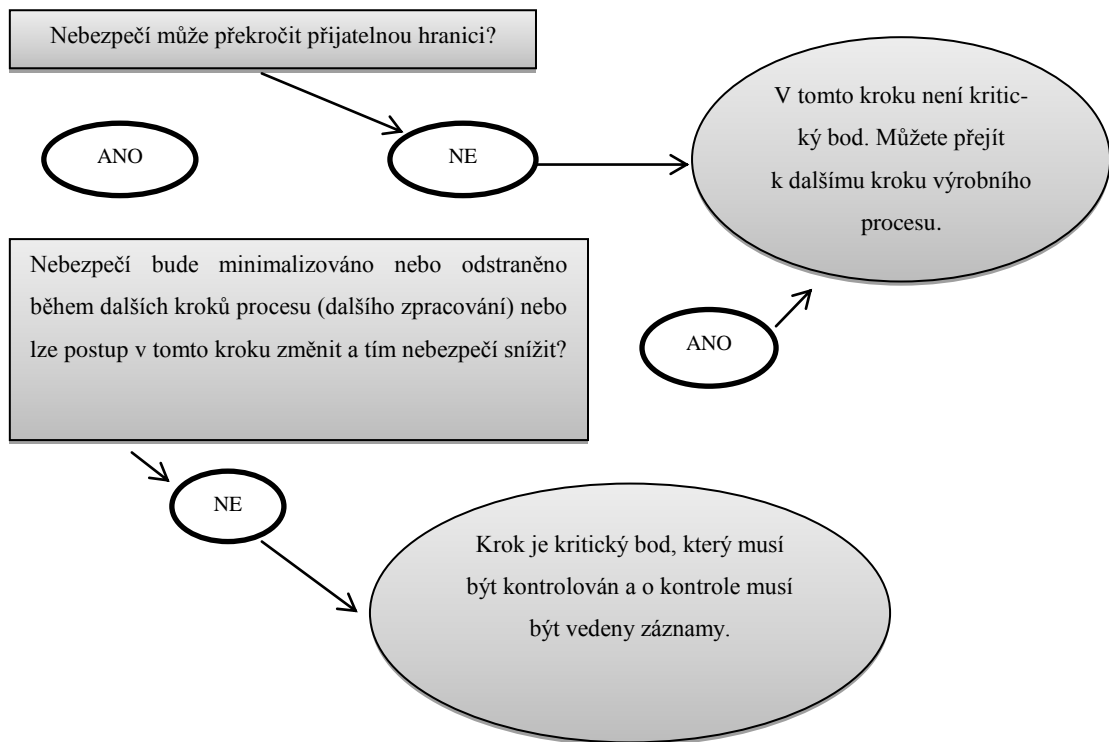 Nebezpečí může překročit přijatelnou hranici?
ANO
NE
V tomto kroku není kritic-
ký bod. Můžete přejít
k dalšímu kroku výrobního
procesu.
Nebezpečí bude minimalizováno nebo odstraněno
během dalších kroků procesu (dalšího zpracování) nebo
lze postup v tomto kroku změnit a tím nebezpečí snížit?
ANO
NE
Krok je kritický bod, který musí
být kontrolován a o kontrole musí
být vedeny záznamy.